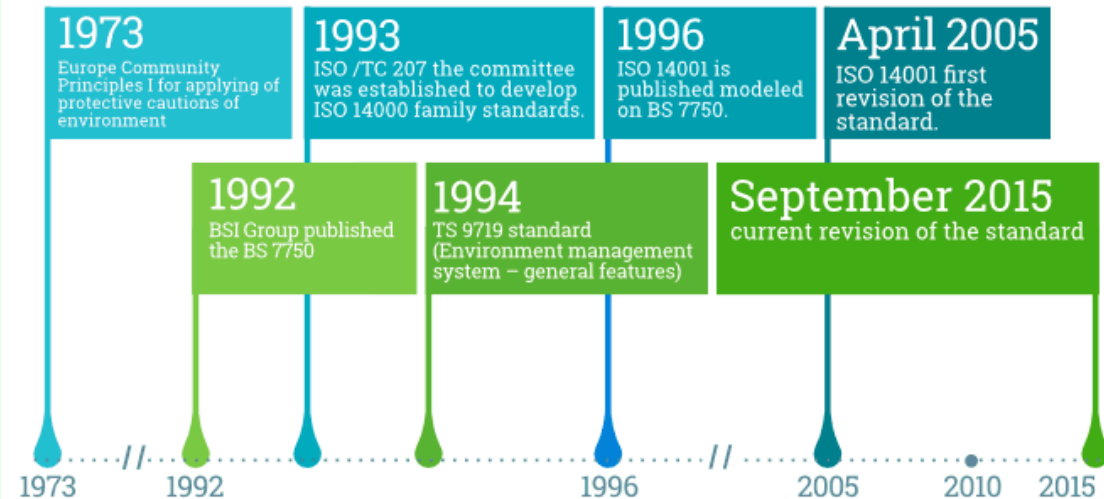 1973
Europe Community
Principles I for applying of
protective cautions of
environment
1993
ISO /TC 207 the committee
was established to develop
ISO 14000 family standards.
1996
ISO 14001 is
published modeled
on BS 7750.
April 2005
ISO 14001 first
revision of the
standard.
1992
BSI Group published
the BS 7750
1994
TS 9719 standard
(Environment management
system – general features)
September 2015
current revision of the standard
//
//
1973
1992
1996
2005
2010
2015